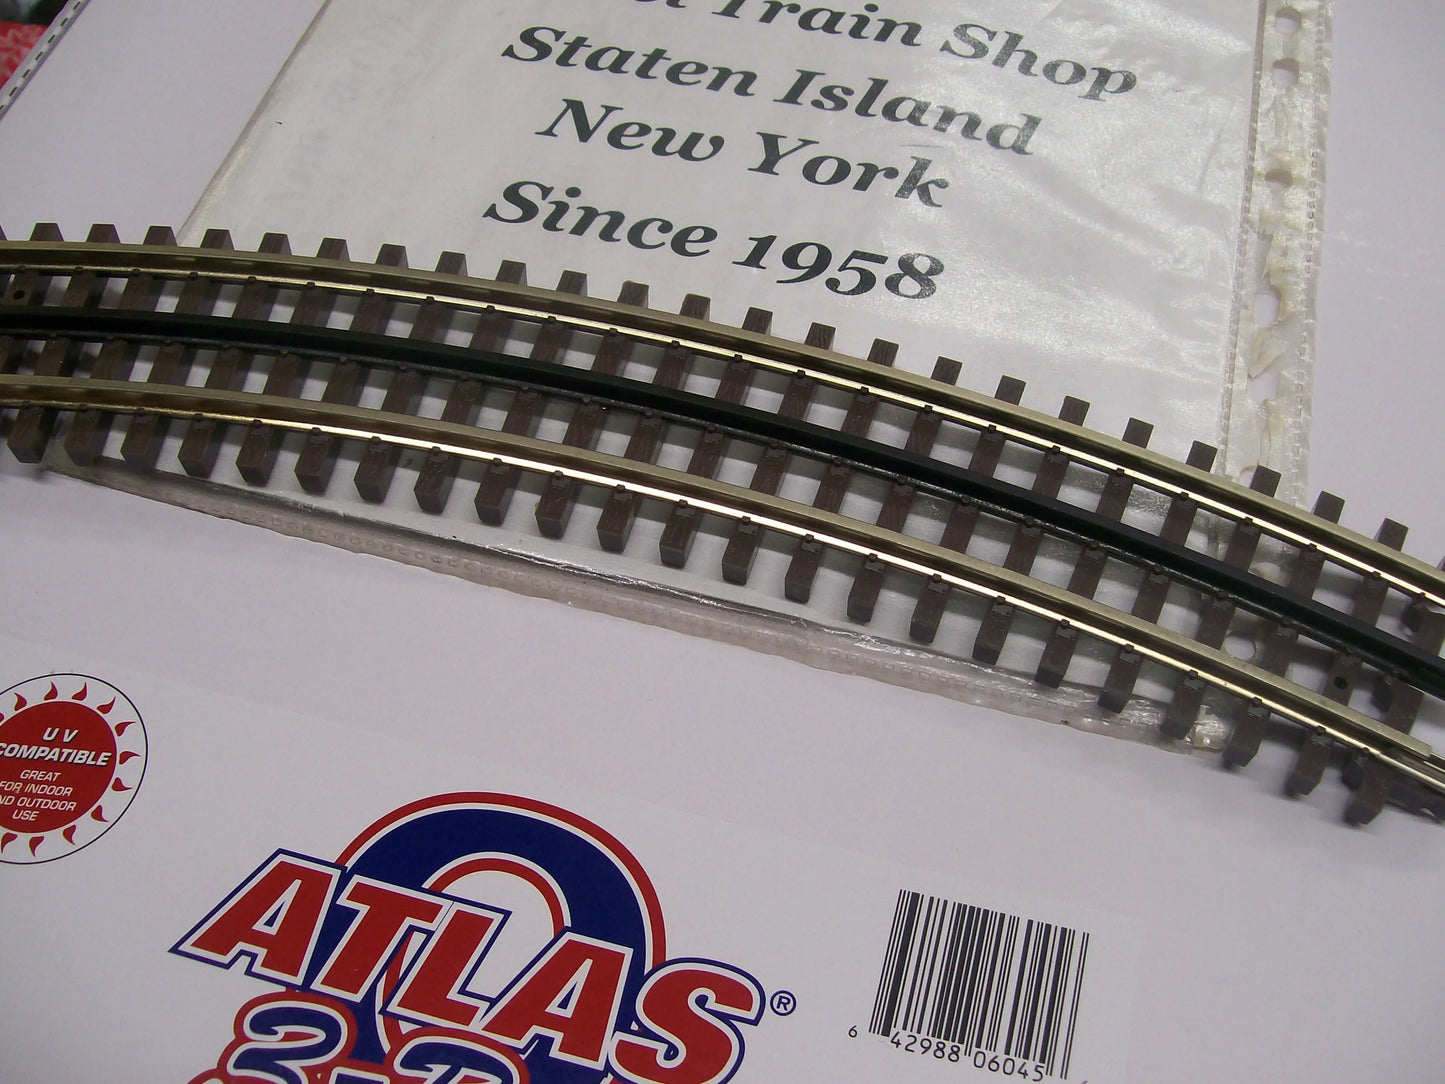 Train Shop
Staten Island
New York
Since 1958
UV
COMPATIBLE
GREAT
FOR INDOOR
AND OUTDOOR
USE
ATLAS®
6 42988 06045